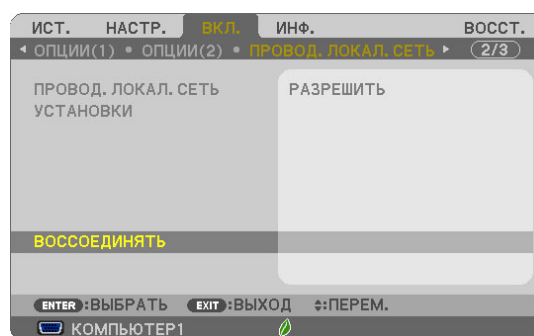 ИСТ. НАСТР. ВКЛ. ИНФ. ВОССТ.
ОПЦИИ(1) • ОПЦИИ(2) • ПРОВОД. ЛОКАЛ. СЕТЬ 2/3
ПРОВОД. ЛОКАЛ. СЕТЬ РАЗРЕШИТЬ
УСТАНОВКИ
ВОССОЕДИНЯТЬ
ENTER :ВЫБРАТЬ EXIT :ВЫХОД :ПЕРЕМ.
КОМПЬЮТЕР1